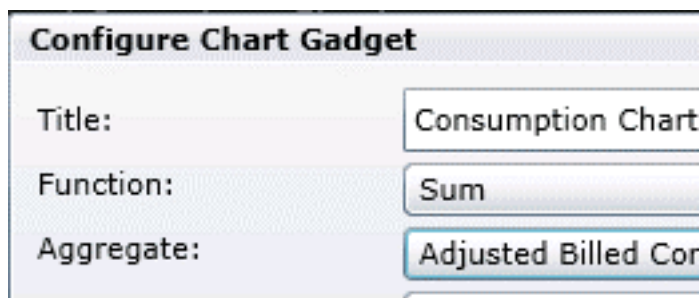 Configure Chart Gadget
Title: Consumption Chart
Function: Sum
Aggregate: Adjusted Billed